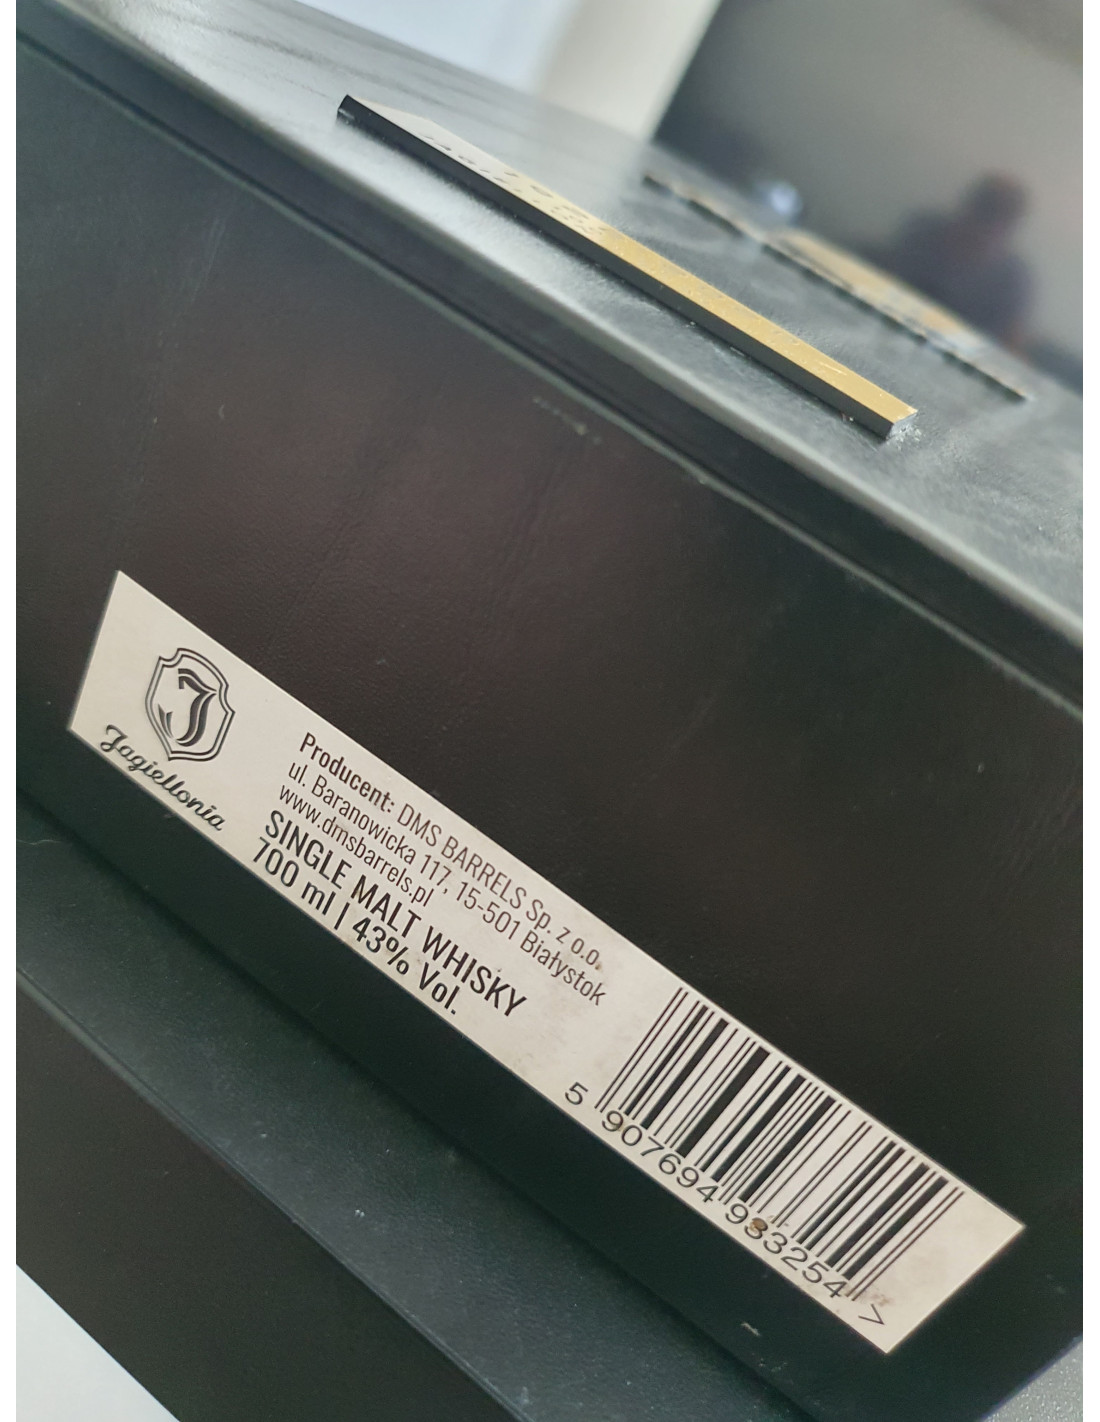 J
Jagiellonia
Producent: DMS BARRELS Sp. z o.o.
ul. Baranowicka 117, 15-501 Białystok
www.dmsbarrels.pl
SINGLE MALT WHISKY
700 ml | 43% Vol.
5 907694 933254 >